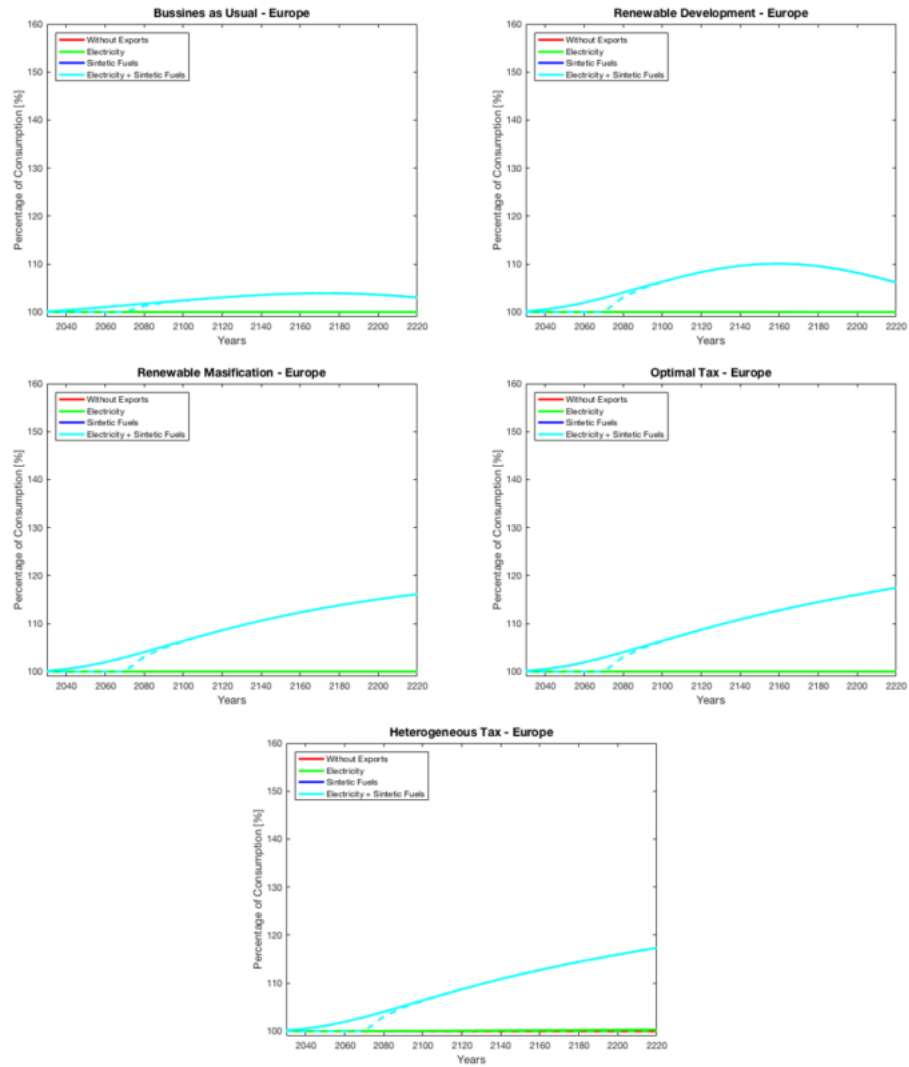 Bussines as Usual - Europe
160
150
140
130
120
110
100
Percentage of Consumption [%]
Without Exports
Electricity
Sintetic Fuels
Electricity + Sintetic Fuels
2040 2060 2080 2100 2120 2140 2160 2180 2200 2220
Years
Renewable Development - Europe
160
150
140
130
120
110
100
Percentage of Consumption [%]
Without Exports
Electricity
Sintetic Fuels
Electricity + Sintetic Fuels
2040 2060 2080 2100 2120 2140 2160 2180 2200 2220
Years
Renewable Masification - Europe
160
150
140
130
120
110
100
Percentage of Consumption [%]
Without Exports
Electricity
Sintetic Fuels
Electricity + Sintetic Fuels
2040 2060 2080 2100 2120 2140 2160 2180 2200 2220
Years
Optimal Tax - Europe
160
150
140
130
120
110
100
Percentage of Consumption [%]
Without Exports
Electricity
Sintetic Fuels
Electricity + Sintetic Fuels
2040 2060 2080 2100 2120 2140 2160 2180 2200 2220
Years
Heterogeneous Tax - Europe
160
150
140
130
120
110
100
Percentage of Consumption [%]
Without Exports
Electricity
Sintetic Fuels
Electricity + Sintetic Fuels
2040 2060 2080 2100 2120 2140 2160 2180 2200 2220
Years